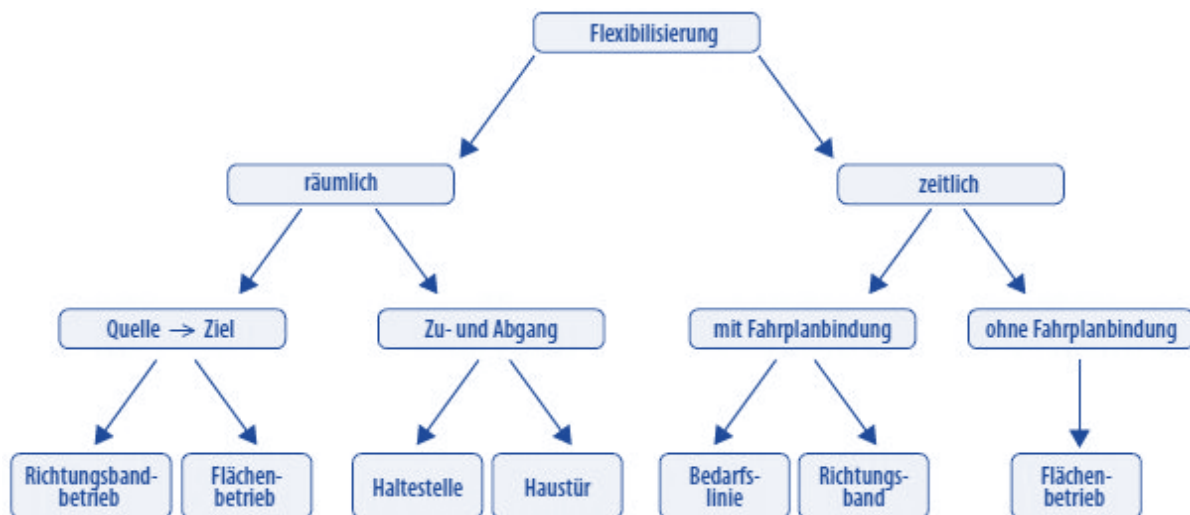 Flexibilisierung
räumlich
zeitlich
Quelle → Ziel
Zu- und Abgang
mit Fahrplanbindung
ohne Fahrplanbindung
Richtungsband-
betrieb
Flächen-
betrieb
Haltestelle
Haustür
Bedarfs-
linie
Richtungs-
band
Flächen-
betrieb